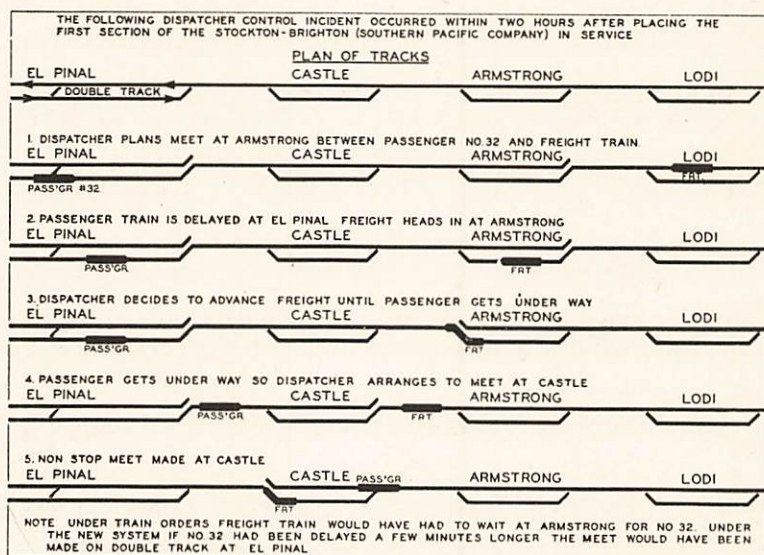 THE FOLLOWING DISPATCHER CONTROL INCIDENT OCCURRED WITHIN TWO HOURS AFTER PLACING THE
FIRST SECTION OF THE STOCKTON-BRIGHTON (SOUTHERN PACIFIC COMPANY) IN SERVICE
PLAN OF TRACKS
EL PINAL CASTLE ARMSTRONG LODI
DOUBLE TRACK
1. DISPATCHER PLANS MEET AT ARMSTRONG BETWEEN PASSENGER NO.32 AND FREIGHT TRAIN.
EL PINAL CASTLE ARMSTRONG LODI
PASS'GR #32 FRT.
2. PASSENGER TRAIN IS DELAYED AT EL PINAL FREIGHT HEADS IN AT ARMSTRONG
EL PINAL CASTLE ARMSTRONG LODI
PASS'GR FRT
3. DISPATCHER DECIDES TO ADVANCE FREIGHT UNTIL PASSENGER GETS UNDER WAY
EL PINAL CASTLE ARMSTRONG LODI
PASS'GR FRT
4. PASSENGER GETS UNDER WAY SO DISPATCHER ARRANGES TO MEET AT CASTLE
EL PINAL CASTLE ARMSTRONG LODI
PASS'GR FRT
5. NON STOP MEET MADE AT CASTLE
EL PINAL CASTLE PASS'GR ARMSTRONG LODI
FRT
NOTE UNDER TRAIN ORDERS FREIGHT TRAIN WOULD HAVE HAD TO WAIT AT ARMSTRONG FOR NO 32. UNDER
THE NEW SYSTEM IF NO.32 HAD BEEN DELAYED A FEW MINUTES LONGER THE MEET WOULD HAVE BEEN
MADE ON DOUBLE TRACK AT EL PINAL